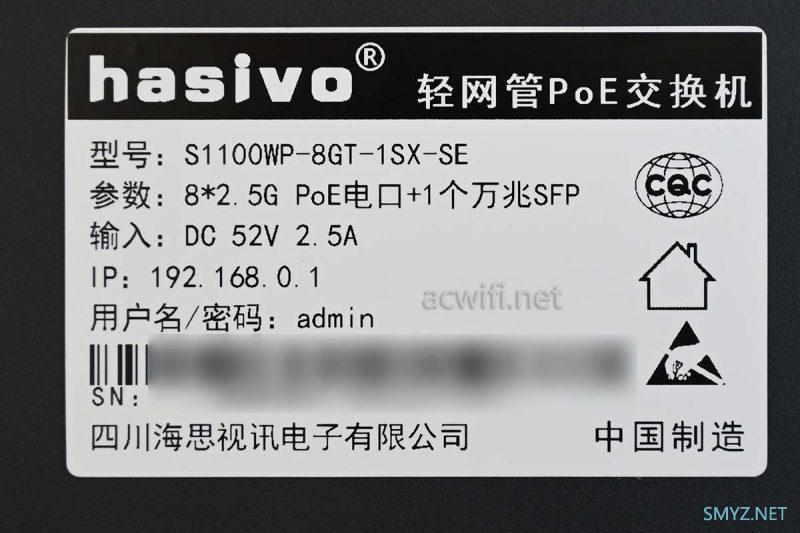 hasivo® 轻网管PoE交换机
型号：S1100WP-8GT-1SX-SE
参数：8*2.5G PoE电口+1个万兆SFP
CQC
输入：DC 52V 2.5A
IP：192.168.0.1
acwifi.net
用户名/密码：admin
SN：
四川海思视讯电子有限公司 中国制造
SMYZ.NET